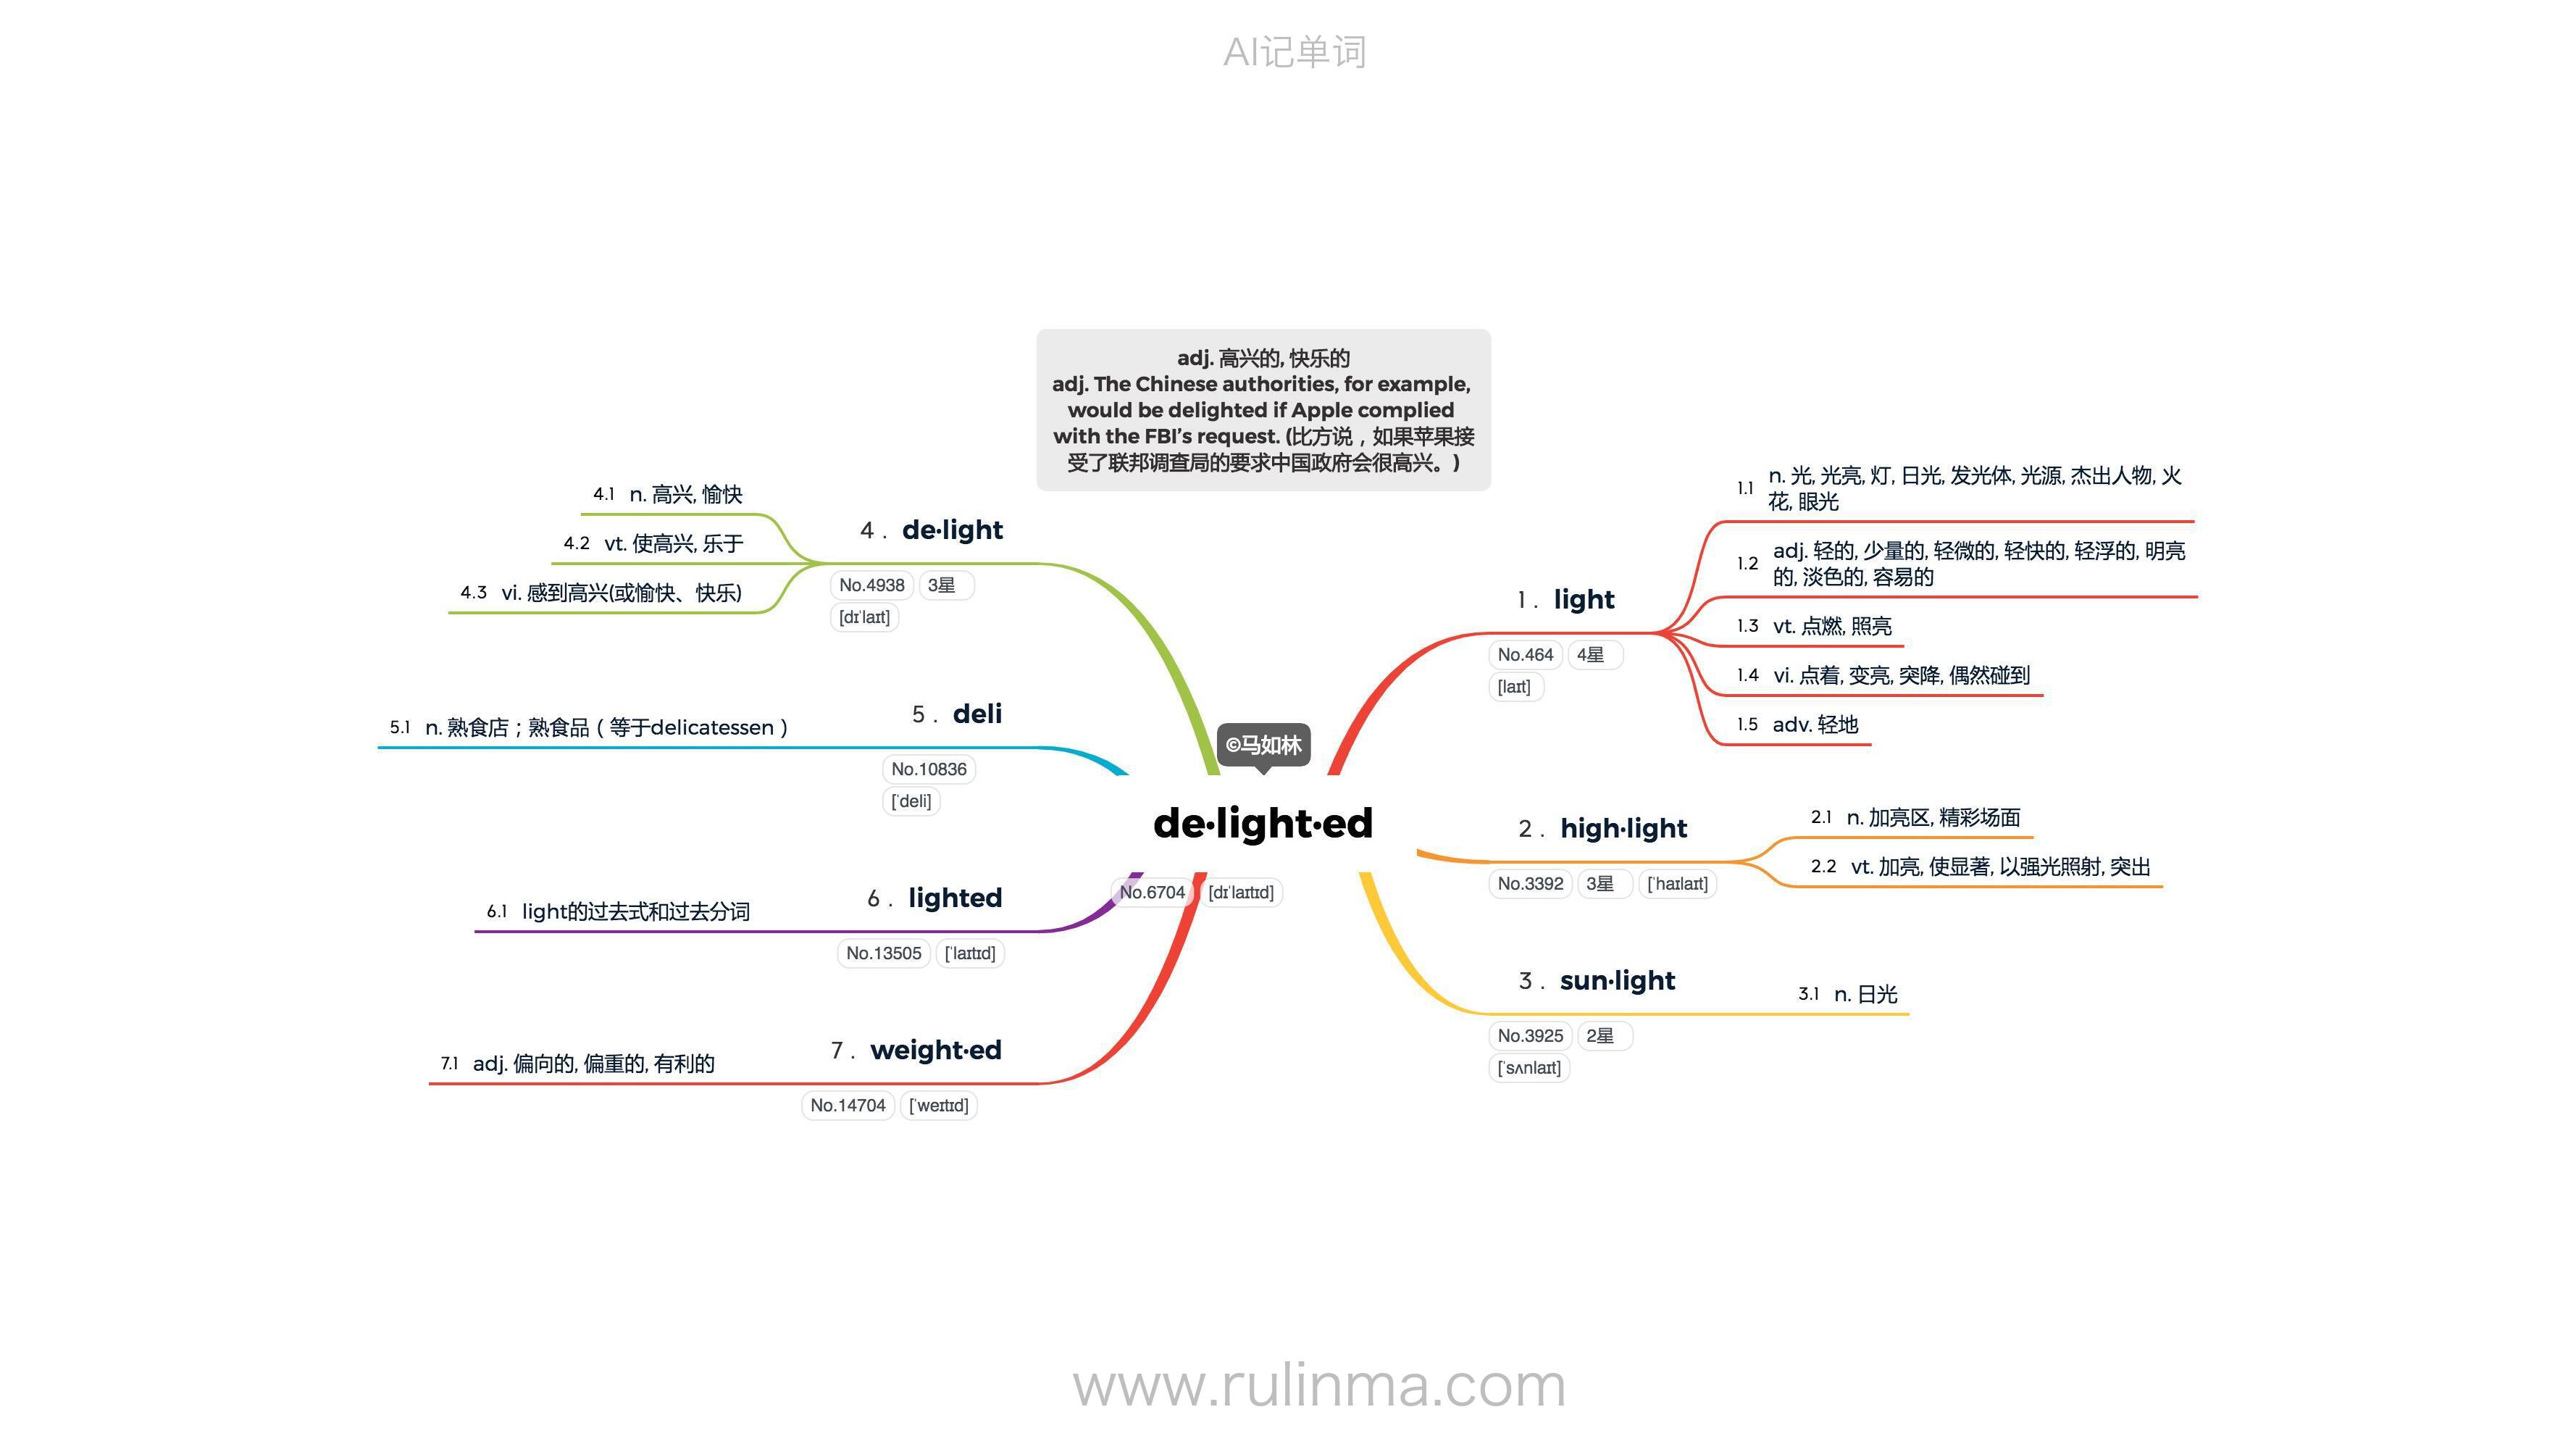 AI记单词
adj. 高兴的, 快乐的
adj. The Chinese authorities, for example,
would be delighted if Apple complied
with the FBI’s request. (比方说，如果苹果接
受了联邦调查局的要求中国政府会很高兴。)
©马如林
de·light·ed
No.6704 [dɪˈlaɪtɪd]
1. light
No.464 4星
[laɪt]
1.1 n. 光, 光亮, 灯, 日光, 发光体, 光源, 杰出人物, 火
花, 眼光
1.2 adj. 轻的, 少量的, 轻微的, 轻快的, 轻浮的, 明亮
的, 淡色的, 容易的
1.3 vt. 点燃, 照亮
1.4 vi. 点着, 变亮, 突降, 偶然碰到
1.5 adv. 轻地
2. high·light
No.3392 3星 [ˈhaɪlaɪt]
2.1 n. 加亮区, 精彩场面
2.2 vt. 加亮, 使显著, 以强光照射, 突出
3. sun·light
No.3925 2星
[ˈsʌnlaɪt]
3.1 n. 日光
4. de·light
No.4938 3星
[dɪˈlaɪt]
4.1 n. 高兴, 愉快
4.2 vt. 使高兴, 乐于
4.3 vi. 感到高兴(或愉快、快乐)
5. deli
No.10836
[ˈdeli]
5.1 n. 熟食店；熟食品（等于delicatessen）
6. lighted
No.13505 [ˈlaɪtɪd]
6.1 light的过去式和过去分词
7. weight·ed
No.14704 [ˈweɪtɪd]
7.1 adj. 偏向的, 偏重的, 有利的
www.rulinma.com